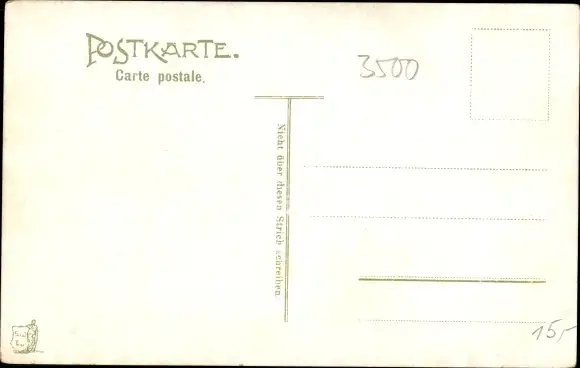 POSTKARTE.
Carte postale.
3500
Nicht über diesen Strich schreiben.
15,-